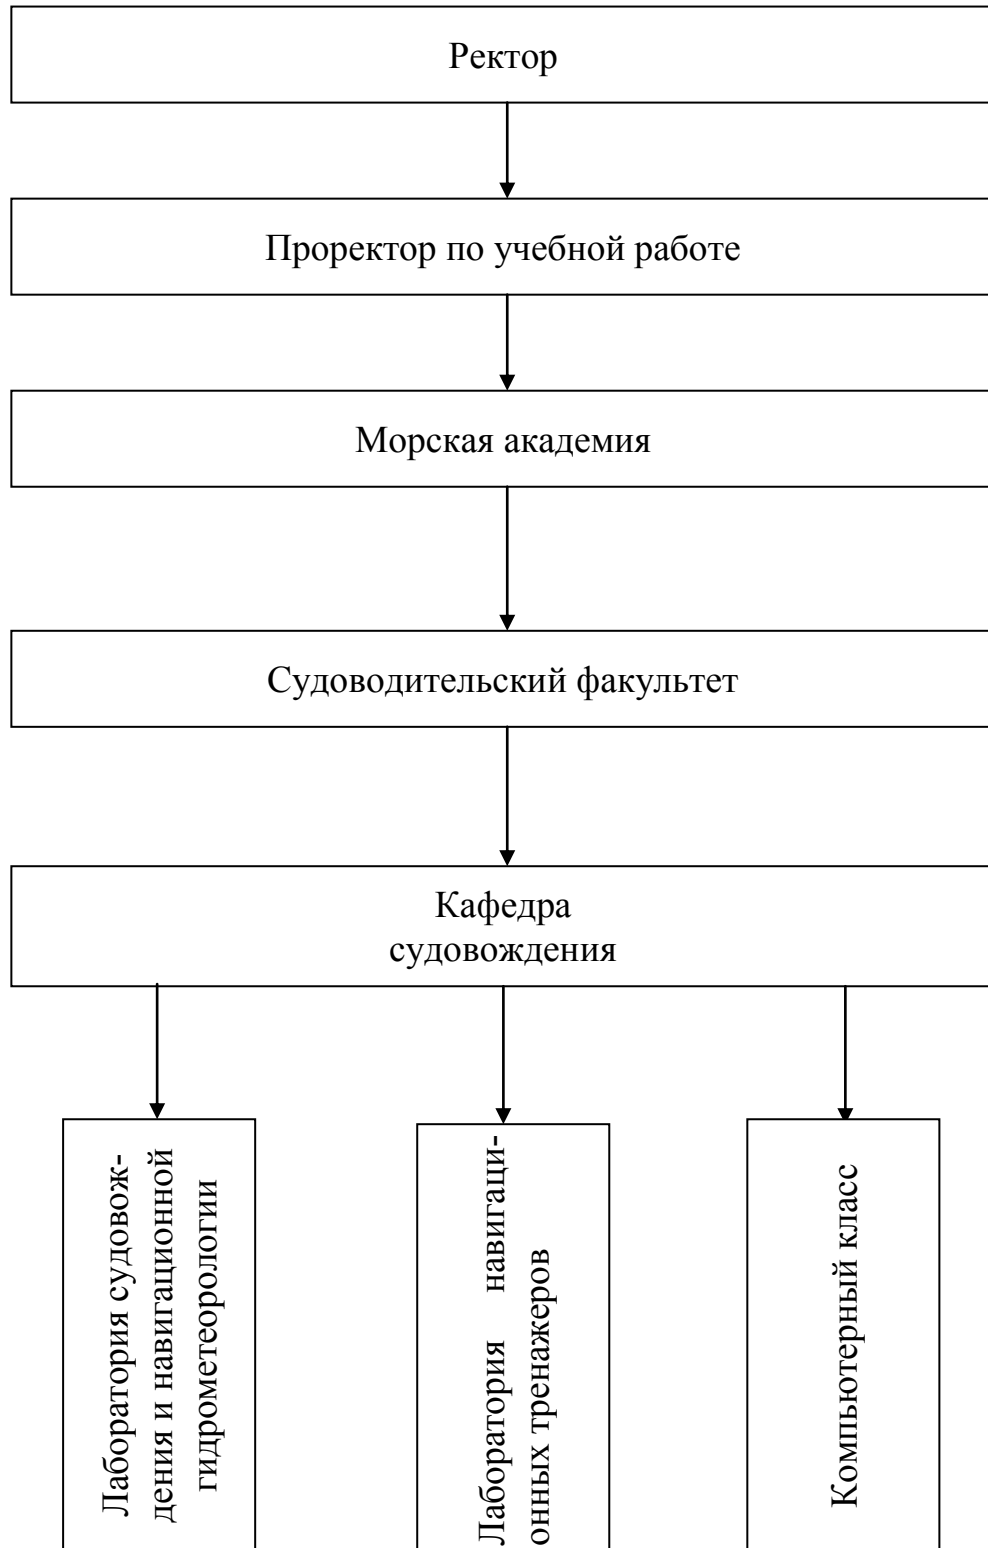 Ректор
Проректор по учебной работе
Морская академия
Судоводительский факультет
Кафедра
судовождения
Лаборатория судовож-
дения и навигационной
гидрометеорологии
Лаборатория навигаци-
онных тренажеров
Компьютерный класс